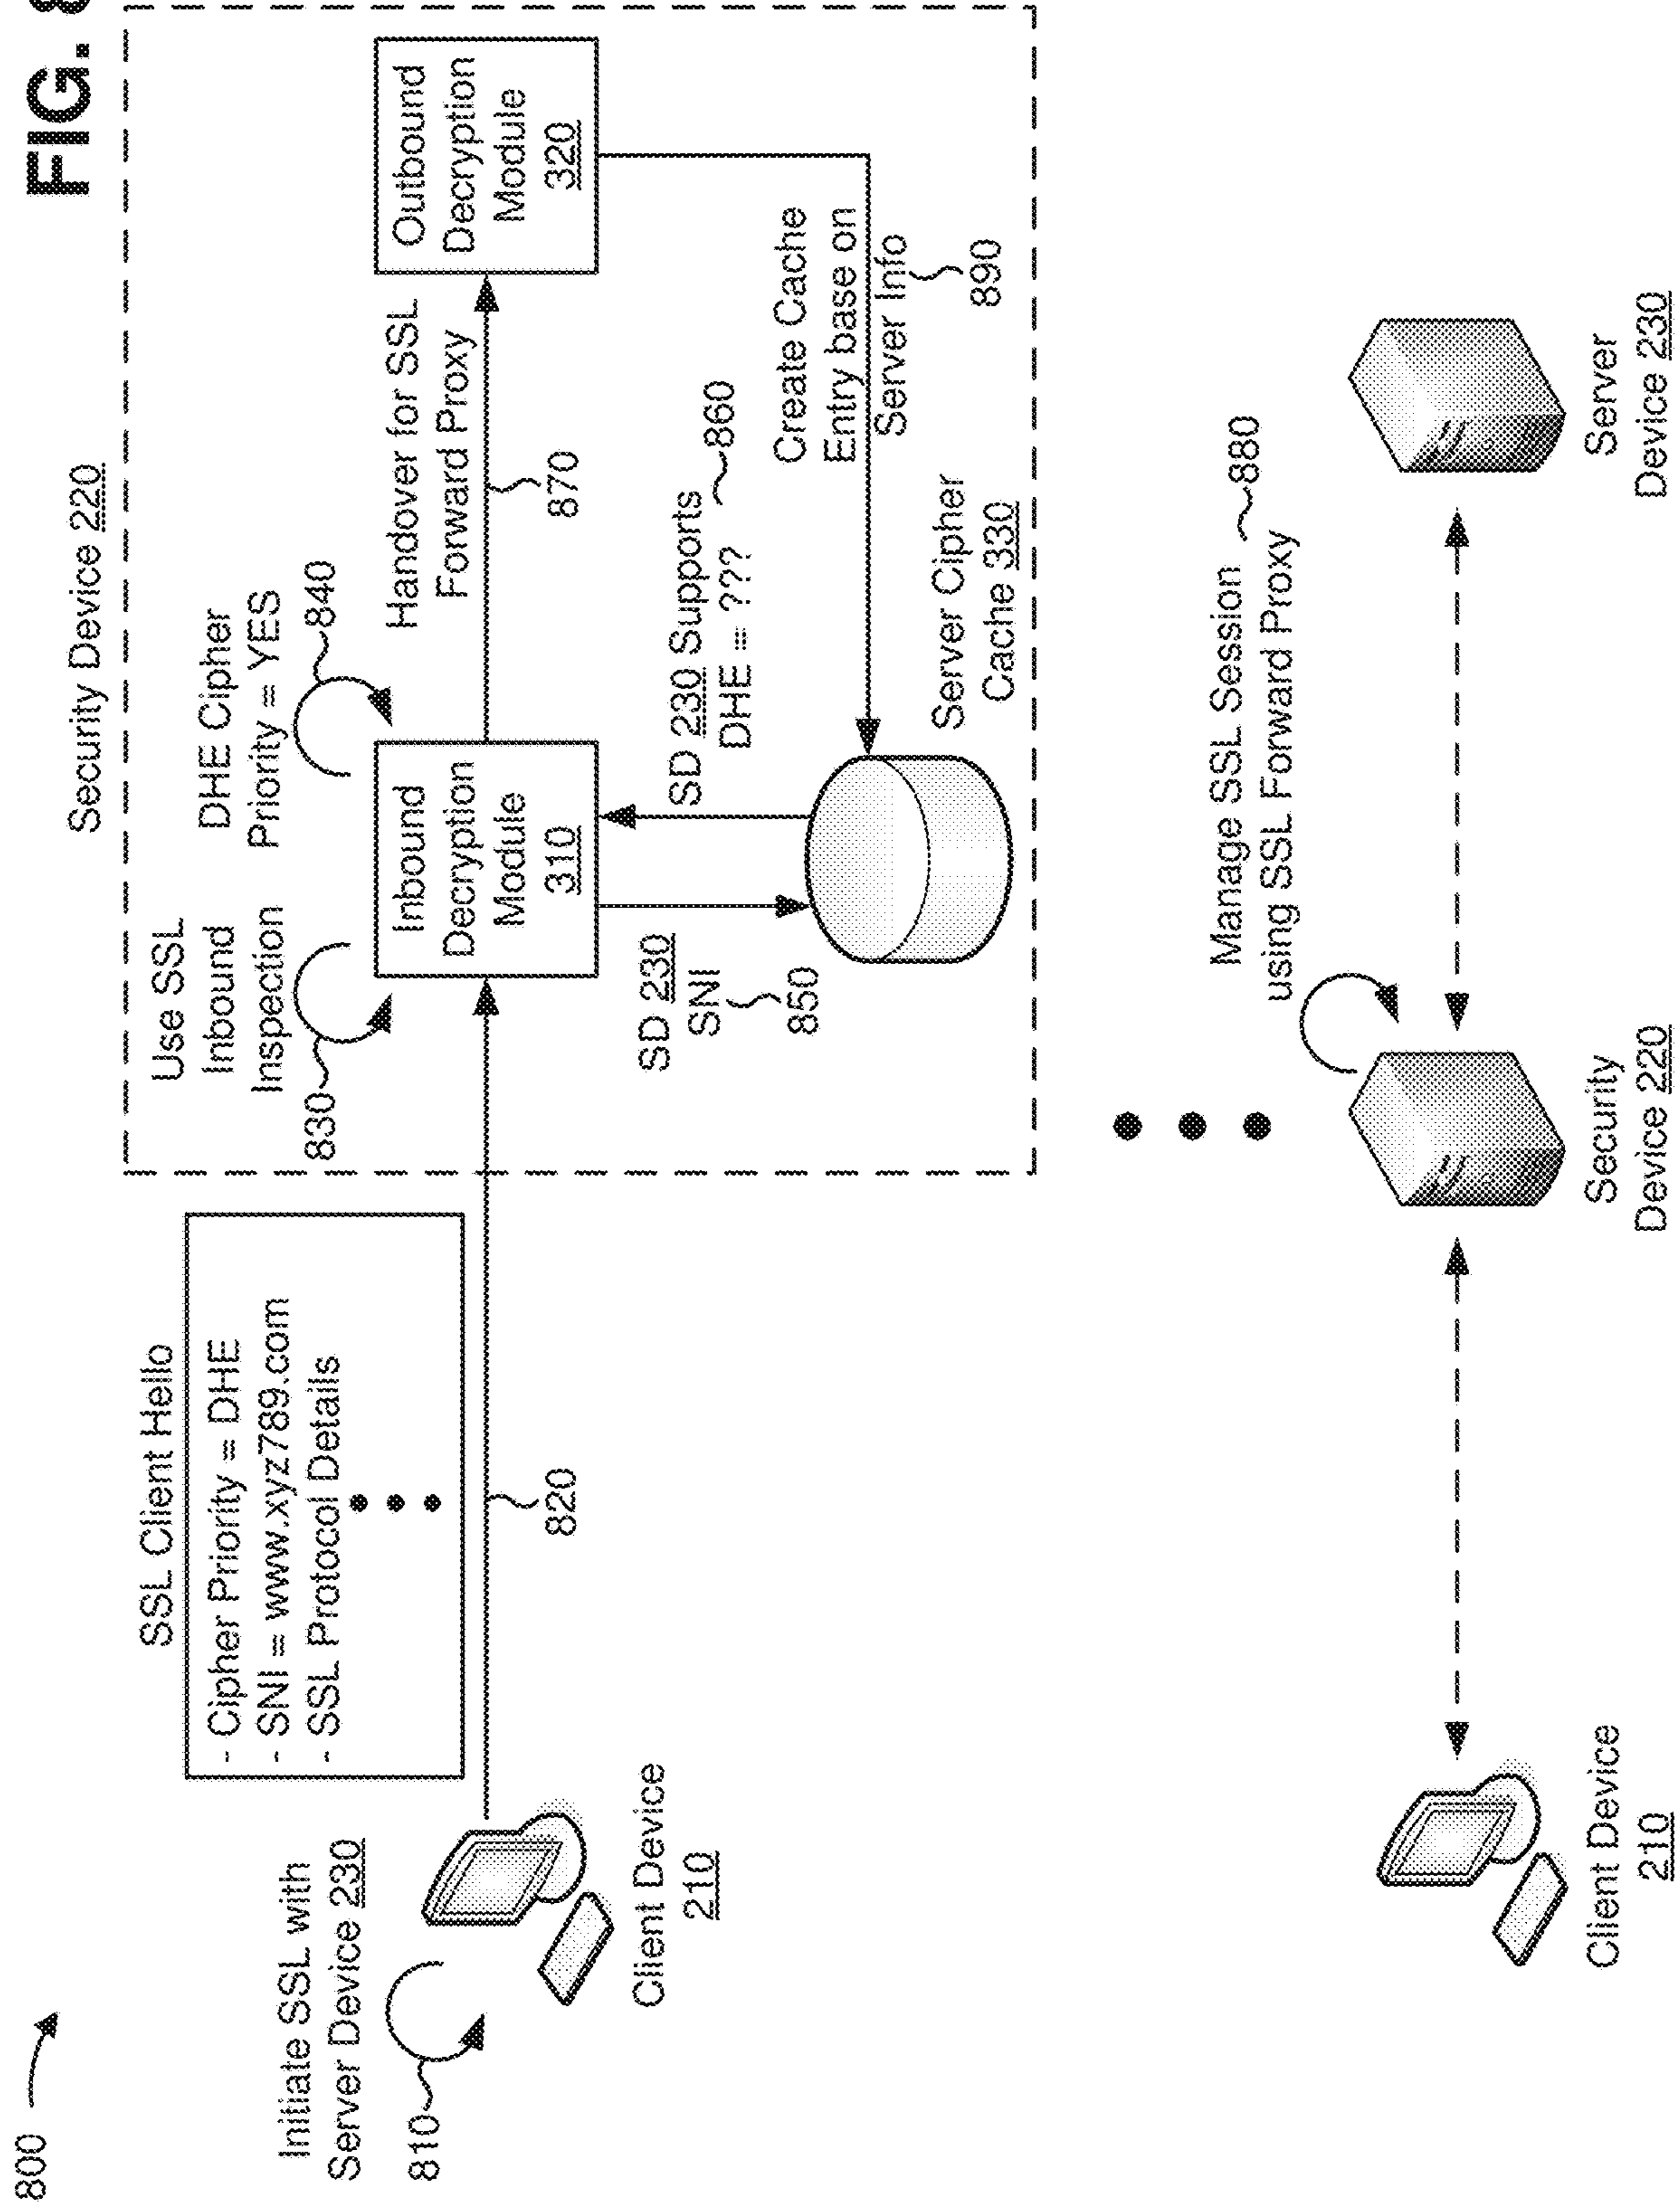 800
FIG. 8
Security Device 220
Initiate SSL with
Server Device 230
810
Client Device
210
SSL Client Hello
- Cipher Priority = DHE
- SNI = www.xyz789.com
- SSL Protocol Details
820
Use SSL
Inbound
Inspection
830
DHE Cipher
Priority = YES
840
Inbound
Decryption
Module
310
Handover for SSL
Forward Proxy
870
Outbound
Decryption
Module
320
SD 230
SNI
850
SD 230 Supports
DHE = ???
860
Create Cache
Entry base on
Server Info
890
Server Cipher
Cache 330
Manage SSL Session
using SSL Forward Proxy
880
Client Device
210
Security
Device 220
Server
Device 230